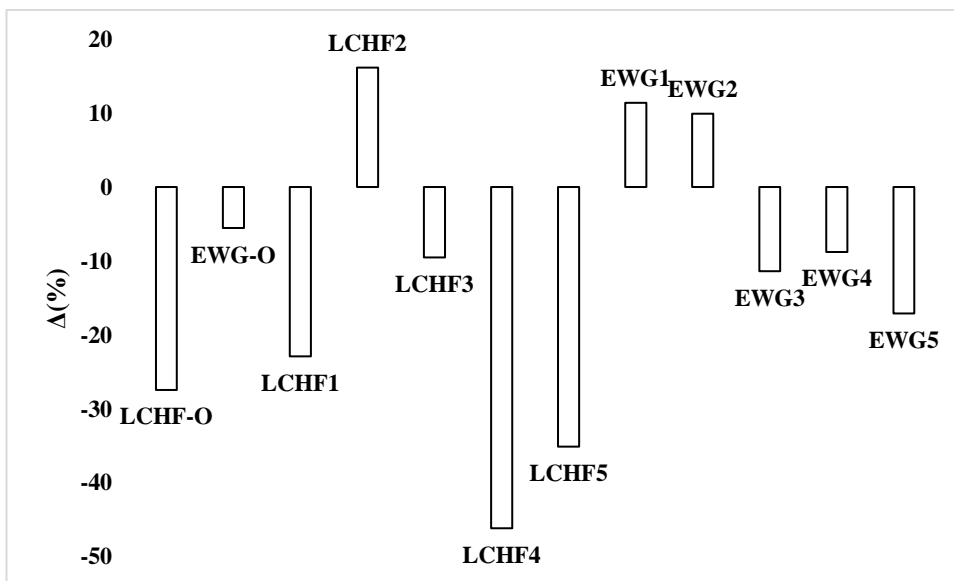 20
10
0
-10
-20
-30
-40
-50
Δ(%)
LCHF-O
EWG-O
LCHF1
LCHF2
LCHF3
LCHF4
LCHF5
EWG1
EWG2
EWG3
EWG4
EWG5